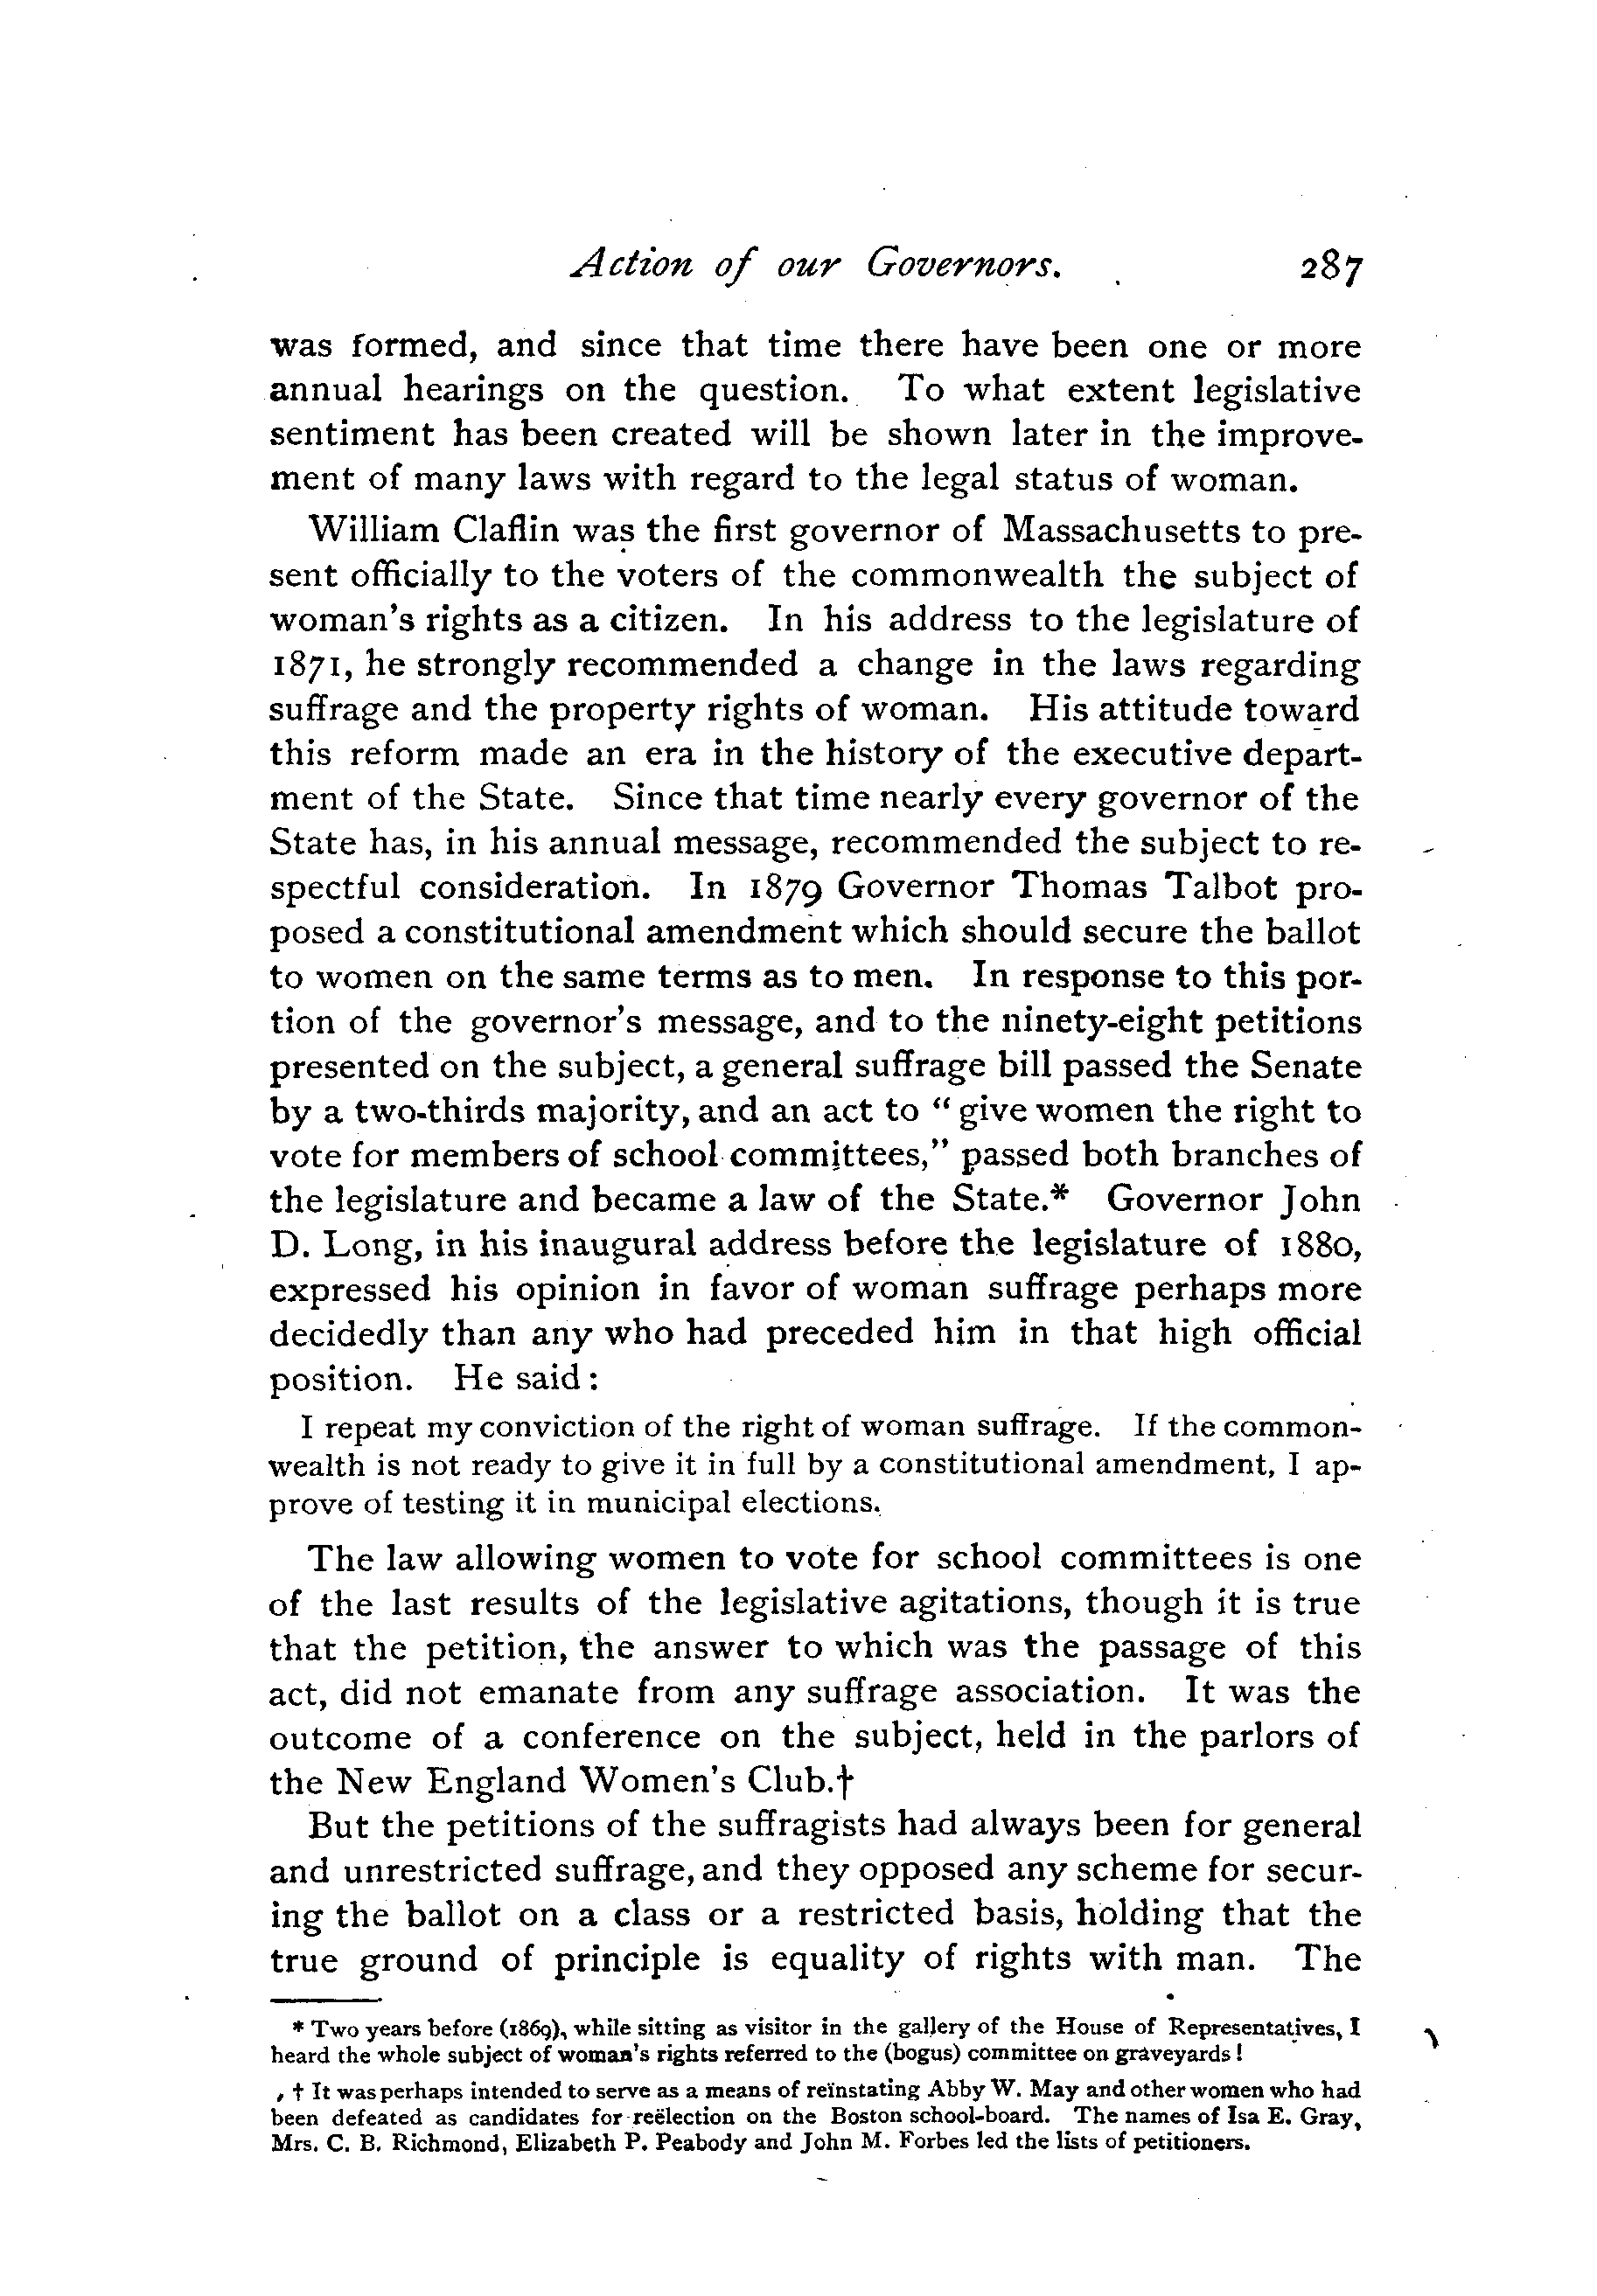 Action of our Governors. 287
was formed, and since that time there have been one or more
annual hearings on the question. To what extent legislative
sentiment has been created will be shown later in the improve-
ment of many laws with regard to the legal status of woman.
William Claflin was the first governor of Massachusetts to pre-
sent officially to the voters of the commonwealth the subject of
woman's rights as a citizen. In his address to the legislature of
1871, he strongly recommended a change in the laws regarding
suffrage and the property rights of woman. His attitude toward
this reform made an era in the history of the executive depart-
ment of the State. Since that time nearly every governor of the
State has, in his annual message, recommended the subject to re-
spectful consideration. In 1879 Governor Thomas Talbot pro-
posed a constitutional amendment which should secure the ballot
to women on the same terms as to men. In response to this por-
tion of the governor's message, and to the ninety-eight petitions
presented on the subject, a general suffrage bill passed the Senate
by a two-thirds majority, and an act to "give women the right to
vote for members of school committees," passed both branches of
the legislature and became a law of the State.* Governor John
D. Long, in his inaugural address before the legislature of 1880,
expressed his opinion in favor of woman suffrage perhaps more
decidedly than any who had preceded him in that high official
position. He said:
I repeat my conviction of the right of woman suffrage. If the common-
wealth is not ready to give it in full by a constitutional amendment, I ap-
prove of testing it in municipal elections.
The law allowing women to vote for school committees is one
of the last results of the legislative agitations, though it is true
that the petition, the answer to which was the passage of this
act, did not emanate from any suffrage association. It was the
outcome of a conference on the subject, held in the parlors of
the New England Women's Club.†
But the petitions of the suffragists had always been for general
and unrestricted suffrage, and they opposed any scheme for secur-
ing the ballot on a class or a restricted basis, holding that the
true ground of principle is equality of rights with man. The
* Two years before (1869), while sitting as visitor in the gallery of the House of Representatives, I
heard the whole subject of woman's rights referred to the (bogus) committee on graveyards!
† It was perhaps intended to serve as a means of reïnstating Abby W. May and other women who had
been defeated as candidates for reëlection on the Boston school-board. The names of Isa E. Gray,
Mrs. C. B. Richmond, Elizabeth P. Peabody and John M. Forbes led the lists of petitioners.